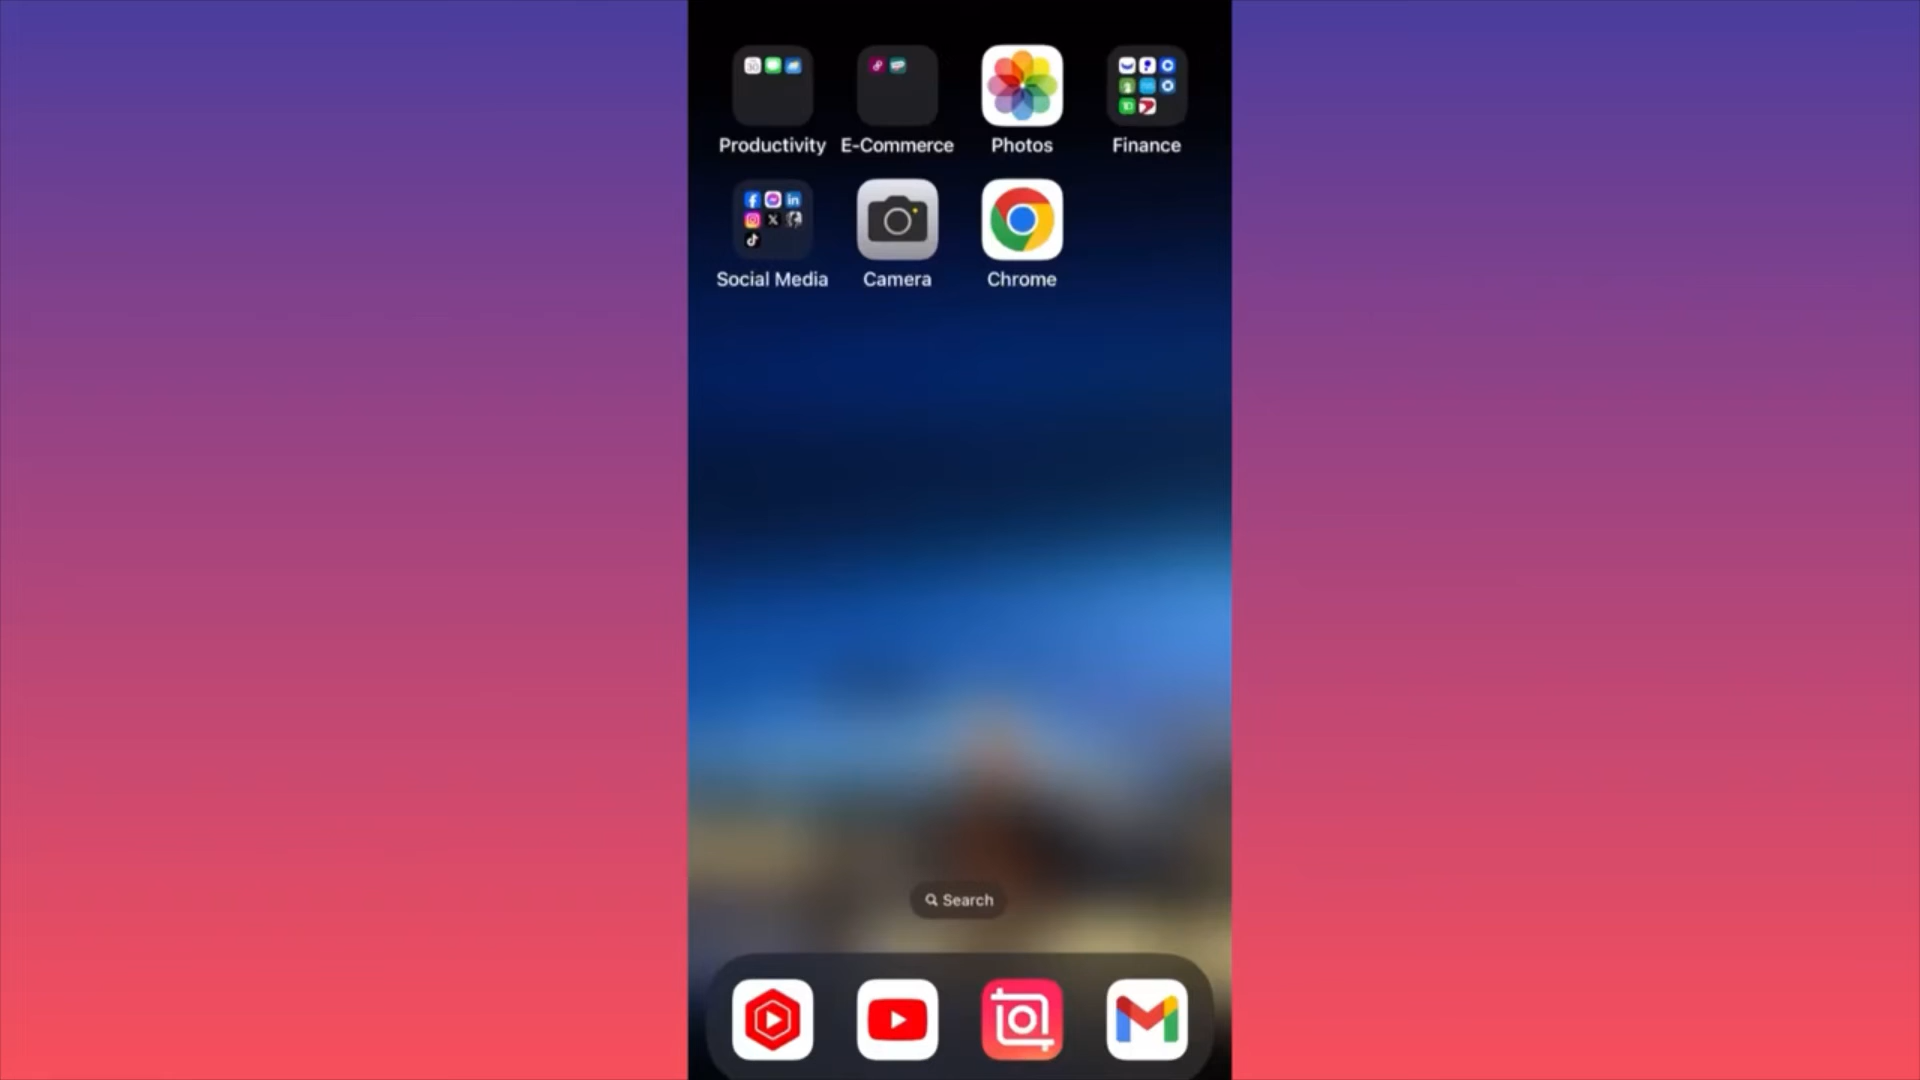 Productivity E-Commerce Photos Finance
Social Media Camera Chrome
Search